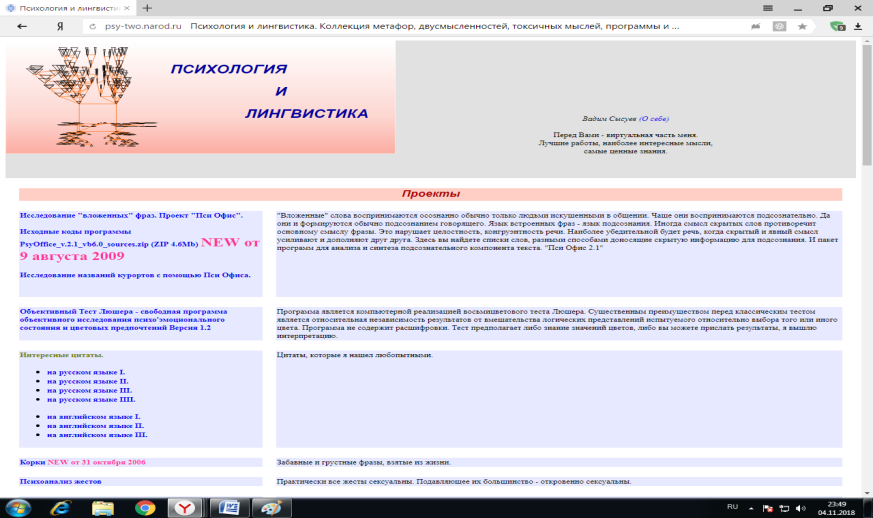 Психология и лингвисти
psy-two.narod.ru Психология и лингвистика. Коллекция метафор, двусмысленностей, токсичных мыслей, программы и ...
ПСИХОЛОГИЯ
И
ЛИНГВИСТИКА
Вадим Сысуев (О себе)
Перед Вами - виртуальная часть меня.
Лучшие работы, наиболее интересные мысли,
самые ценные знания.
Проекты
Исследование "вложенных" фраз. Проект "Пси Офис".
Исходные коды программы
PsyOffice_v.2.1_vb6.0_sources.zip (ZIP 4.6Mb) NEW от
9 августа 2009
Исследование названий курортов с помощью Пси Офиса.
"Вложенные" слова воспринимаются осознанно обычно только людьми искушенными в общении. Чаще они воспринимаются подсознательно. Да
они и формируются обычно подсознанием говорящего. Язык встроенных фраз - язык подсознания. Иногда смысл скрытых слов противоречит
основному смыслу фразы. Это нарушает целостность, конгруэнтность речи. Наиболее убедительной будет речь, когда скрытый и явный смысл
усиливают и дополняют друг друга. Здесь вы найдете списки слов, разными способами доносящие скрытую информацию для подсознания. И пакет
программ для анализа и синтеза подсознательного компонента текста. "Пси Офис 2.1"
Объективный Тест Люшера - свободная программа
объективного исследования психо'эмоционального
состояния и цветовых предпочтений Версия 1.2
Программа является компьютерной реализацией восьмицветового теста Люшера. Существенным преимуществом перед классическим тестом
является относительная независимость результатов от вмешательства логических представлений испытуемого относительно выбора того или иного
цвета. Программа не содержит расшифровки. Тест предполагает либо знание значений цветов, либо вы можете прислать результаты, я вышлю
интерпретацию.
Интересные цитаты.
на русском языке I.
на русском языке II.
на русском языке III.
на русском языке IIII.
на английском языке I.
на английском языке II.
на английском языке III.
Цитаты, которые я нашел любопытными.
Корки NEW от 31 октября 2006
Забавные и грустные фразы, взятые из жизни.
Психоанализ жестов
Практически все жесты сексуальны. Подавляющее их большинство - откровенно сексуальны.
RU
23:49
04.11.2018